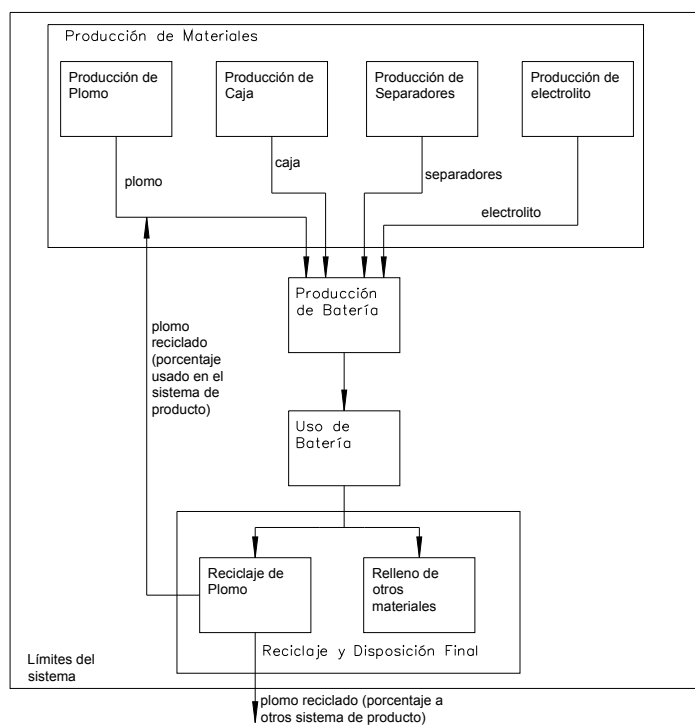 Producción de Materiales
Producción de
Plomo
Producción de
Caja
Producción de
Separadores
Producción de
electrolito
plomo
caja
separadores
electrolito
Producción
de Batería
plomo
reciclado
(porcentaje
usado en el
sistema de
producto)
Uso de
Batería
Reciclaje de
Plomo
Relleno de
otros
materiales
Reciclaje y Disposición Final
Límites del
sistema
plomo reciclado (porcentaje a
otros sistema de producto)